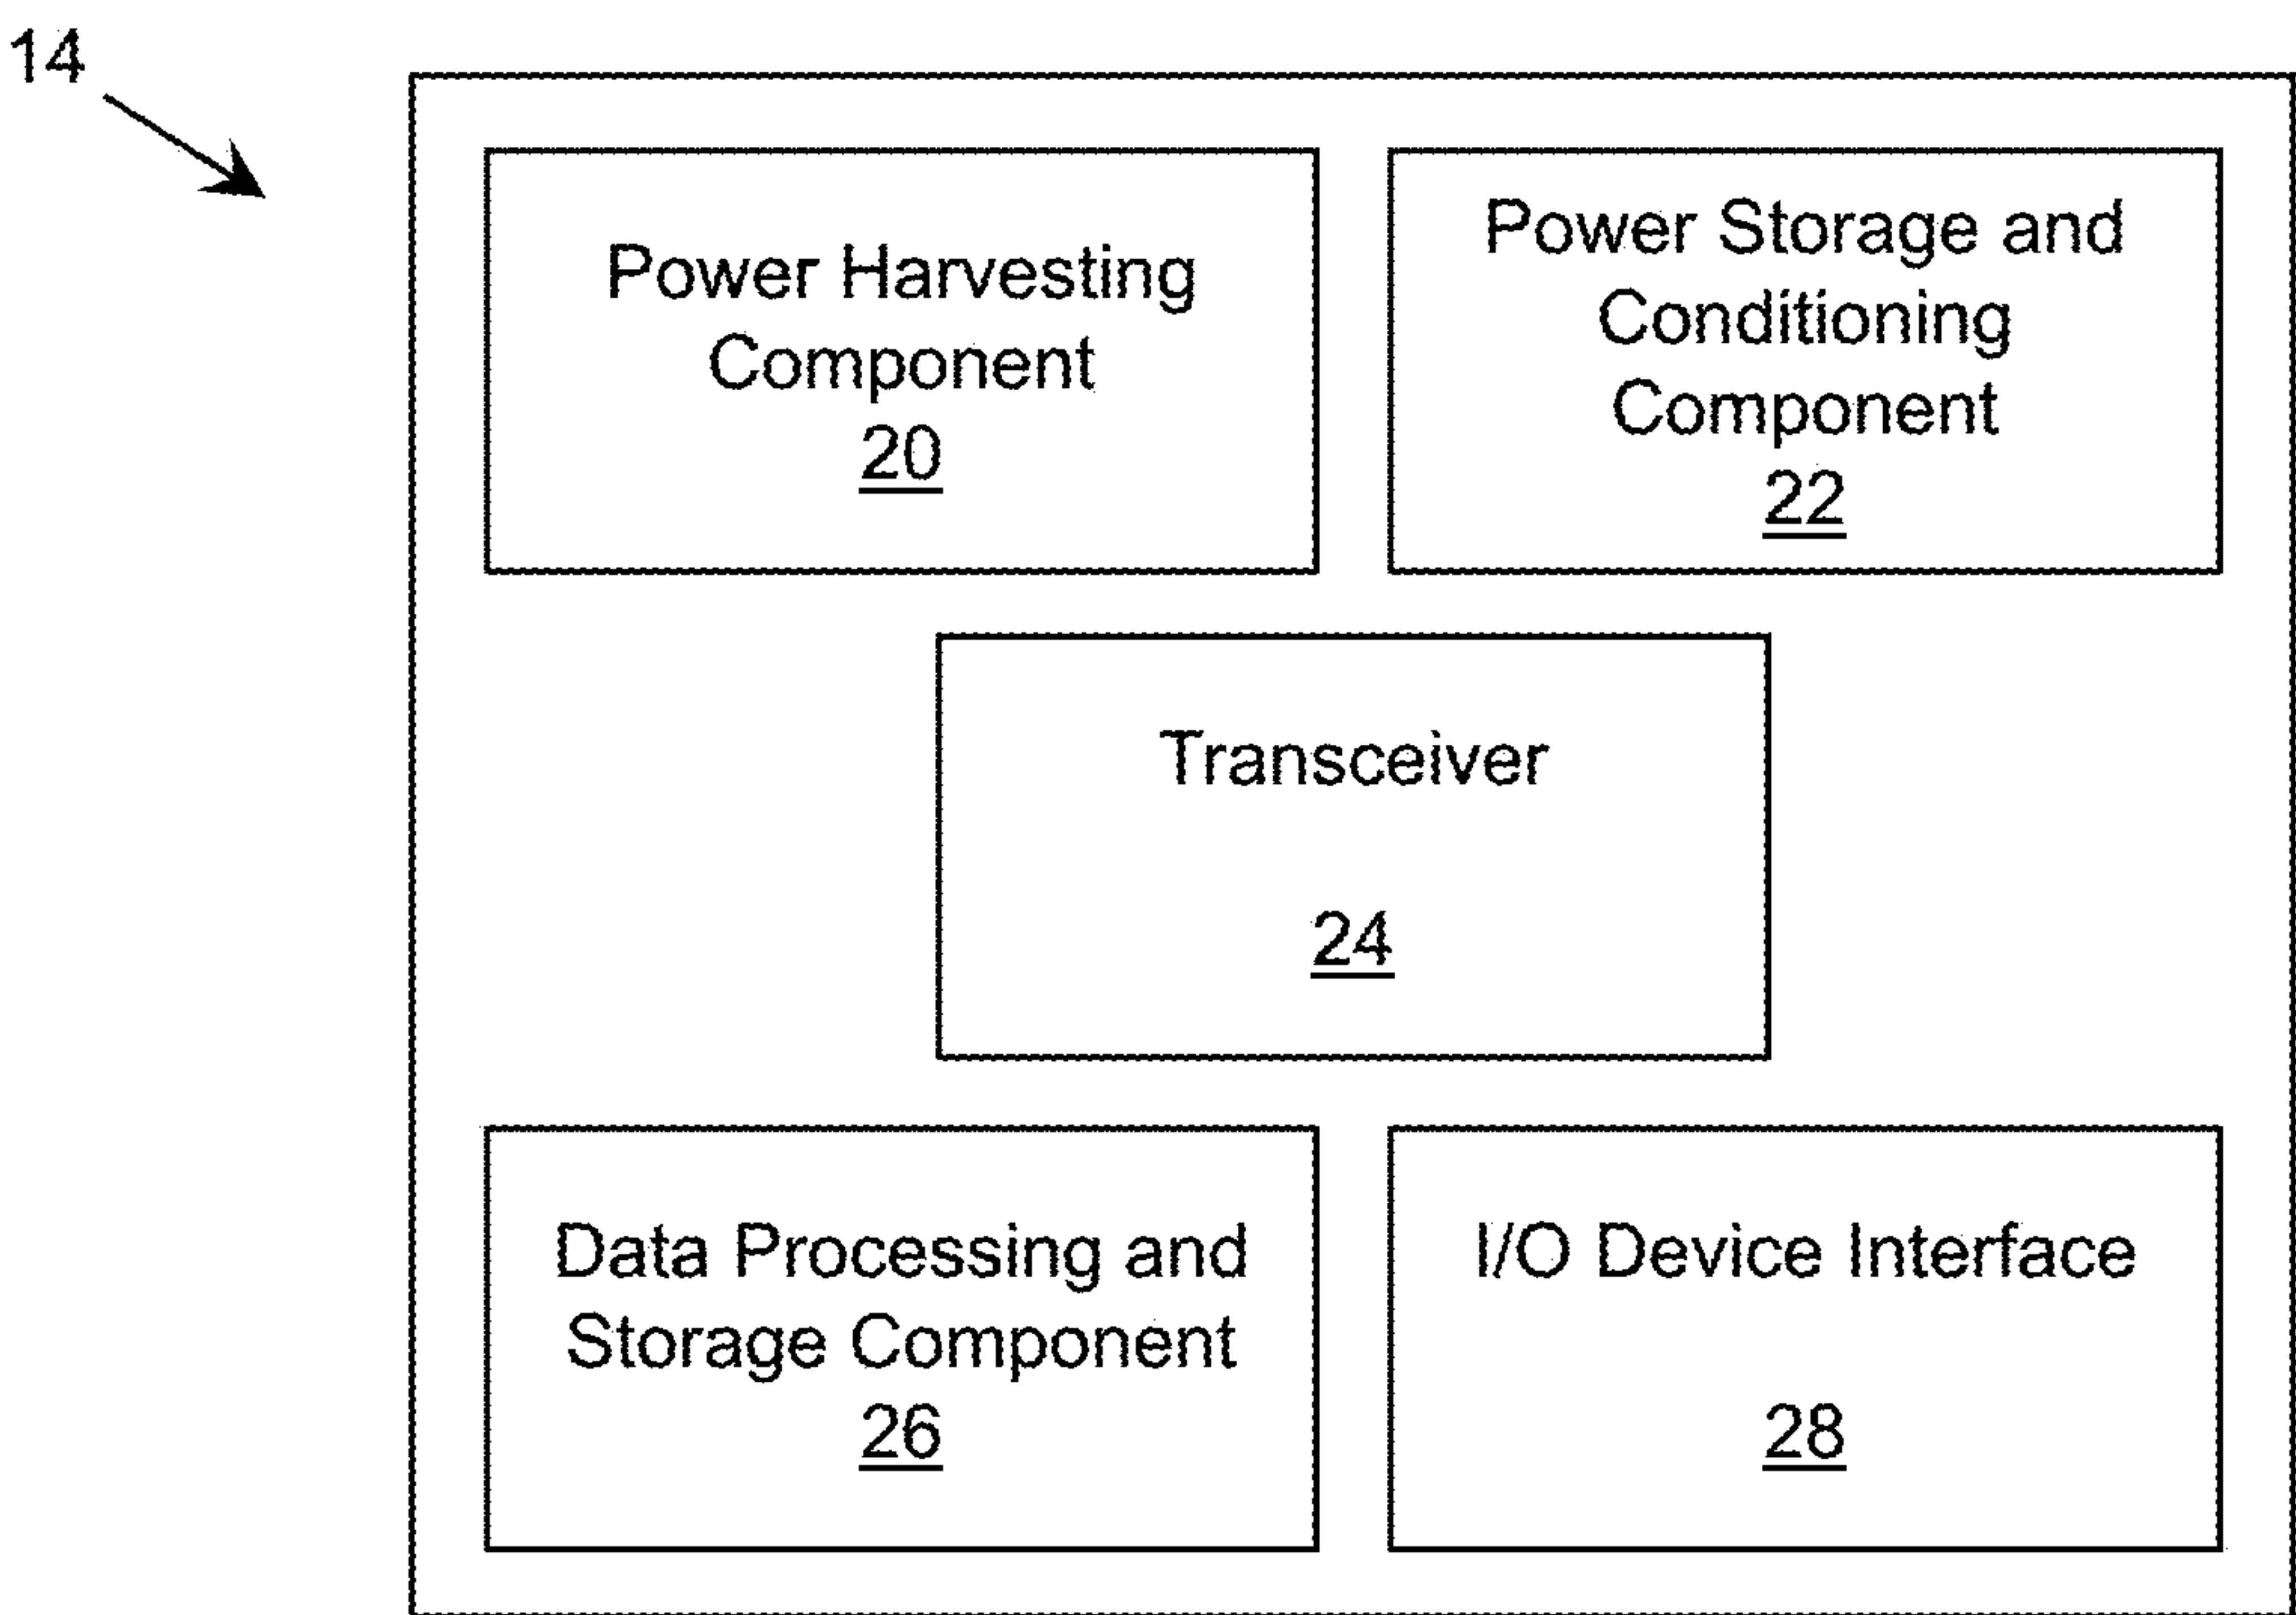 14
Power Harvesting
Component
20
Power Storage and
Conditioning
Component
22
Transceiver
24
Data Processing and
Storage Component
26
I/O Device Interface
28